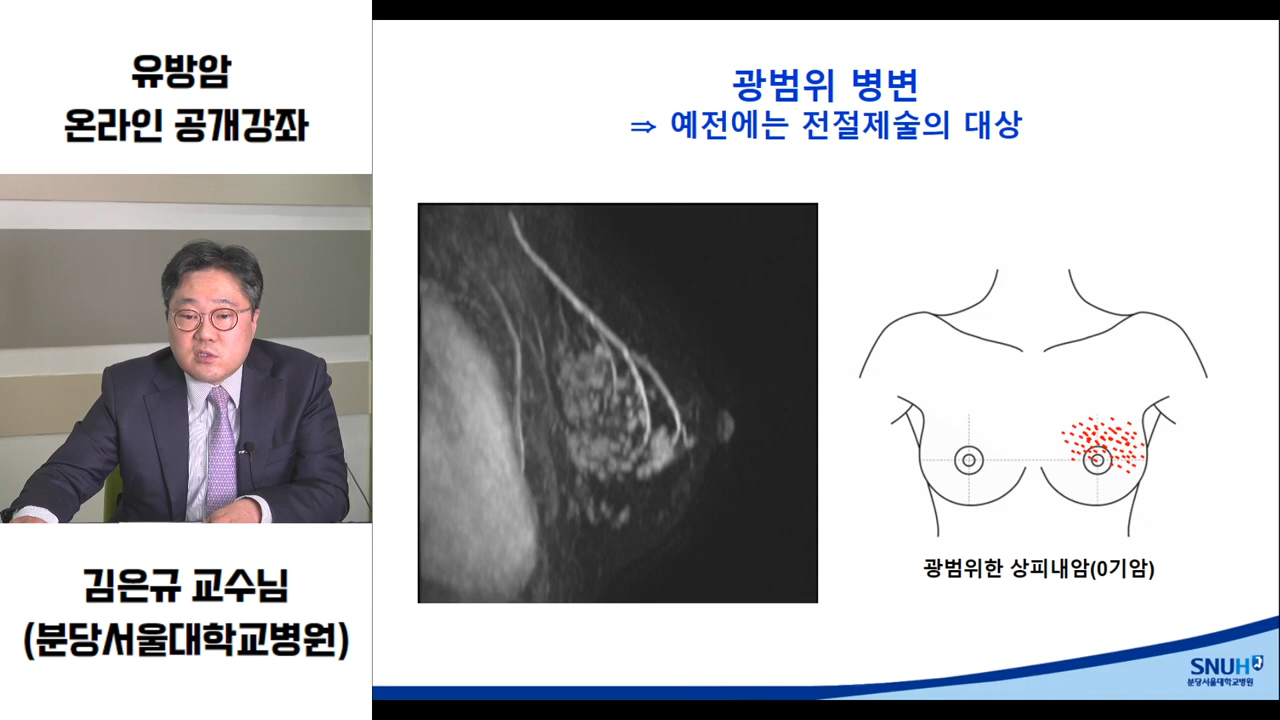 유방암
온라인 공개강좌
김은규 교수님
(분당서울대학교병원)
광범위 병변
⇒ 예전에는 전절제술의 대상
광범위한 상피내암(0기암)
SNUH
분당서울대학교병원